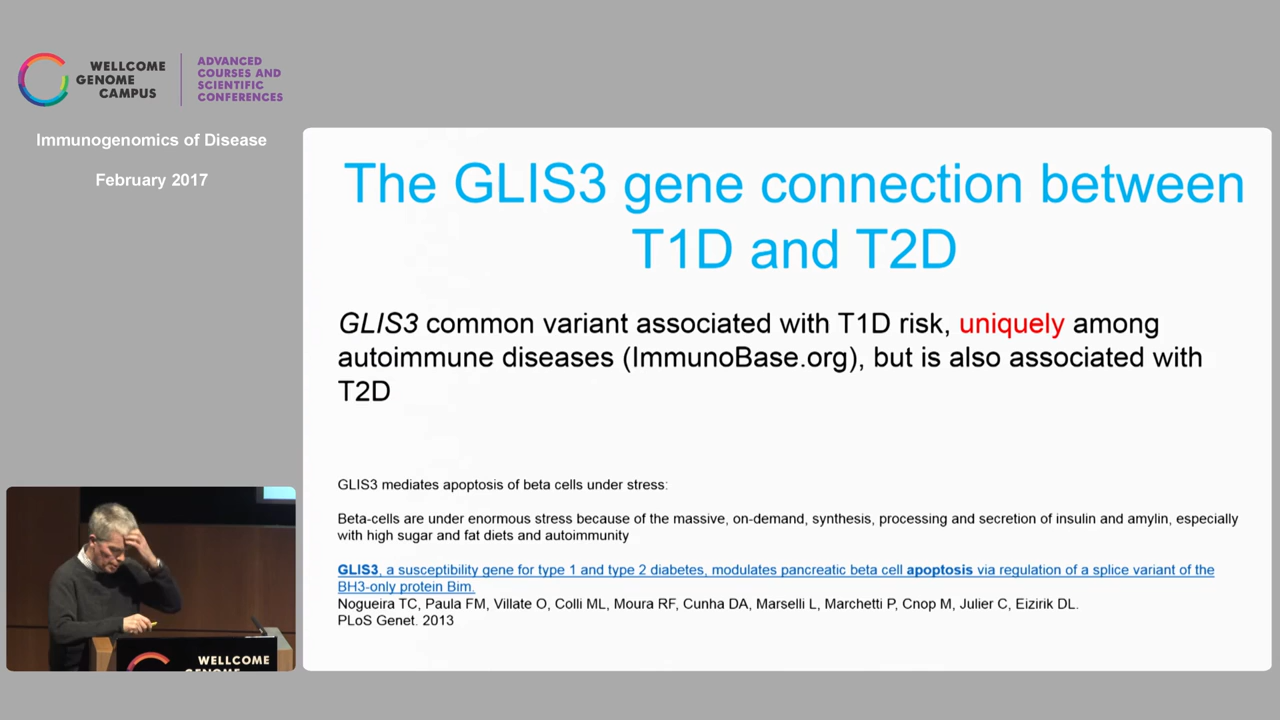 WELLCOME
GENOME
CAMPUS
ADVANCED
COURSES AND
SCIENTIFIC
CONFERENCES
Immunogenomics of Disease
February 2017
The GLIS3 gene connection between
T1D and T2D
GLIS3 common variant associated with T1D risk, uniquely among
autoimmune diseases (ImmunoBase.org), but is also associated with
T2D
GLIS3 mediates apoptosis of beta cells under stress:
Beta-cells are under enormous stress because of the massive, on-demand, synthesis, processing and secretion of insulin and amylin, especially
with high sugar and fat diets and autoimmunity
GLIS3, a susceptibility gene for type 1 and type 2 diabetes, modulates pancreatic beta cell apoptosis via regulation of a splice variant of the
BH3-only protein Bim.
Nogueira TC, Paula FM, Villate O, Colli ML, Moura RF, Cunha DA, Marselli L, Marchetti P, Cnop M, Julier C, Eizirik DL.
PLoS Genet. 2013
WELLCOME
GENOME